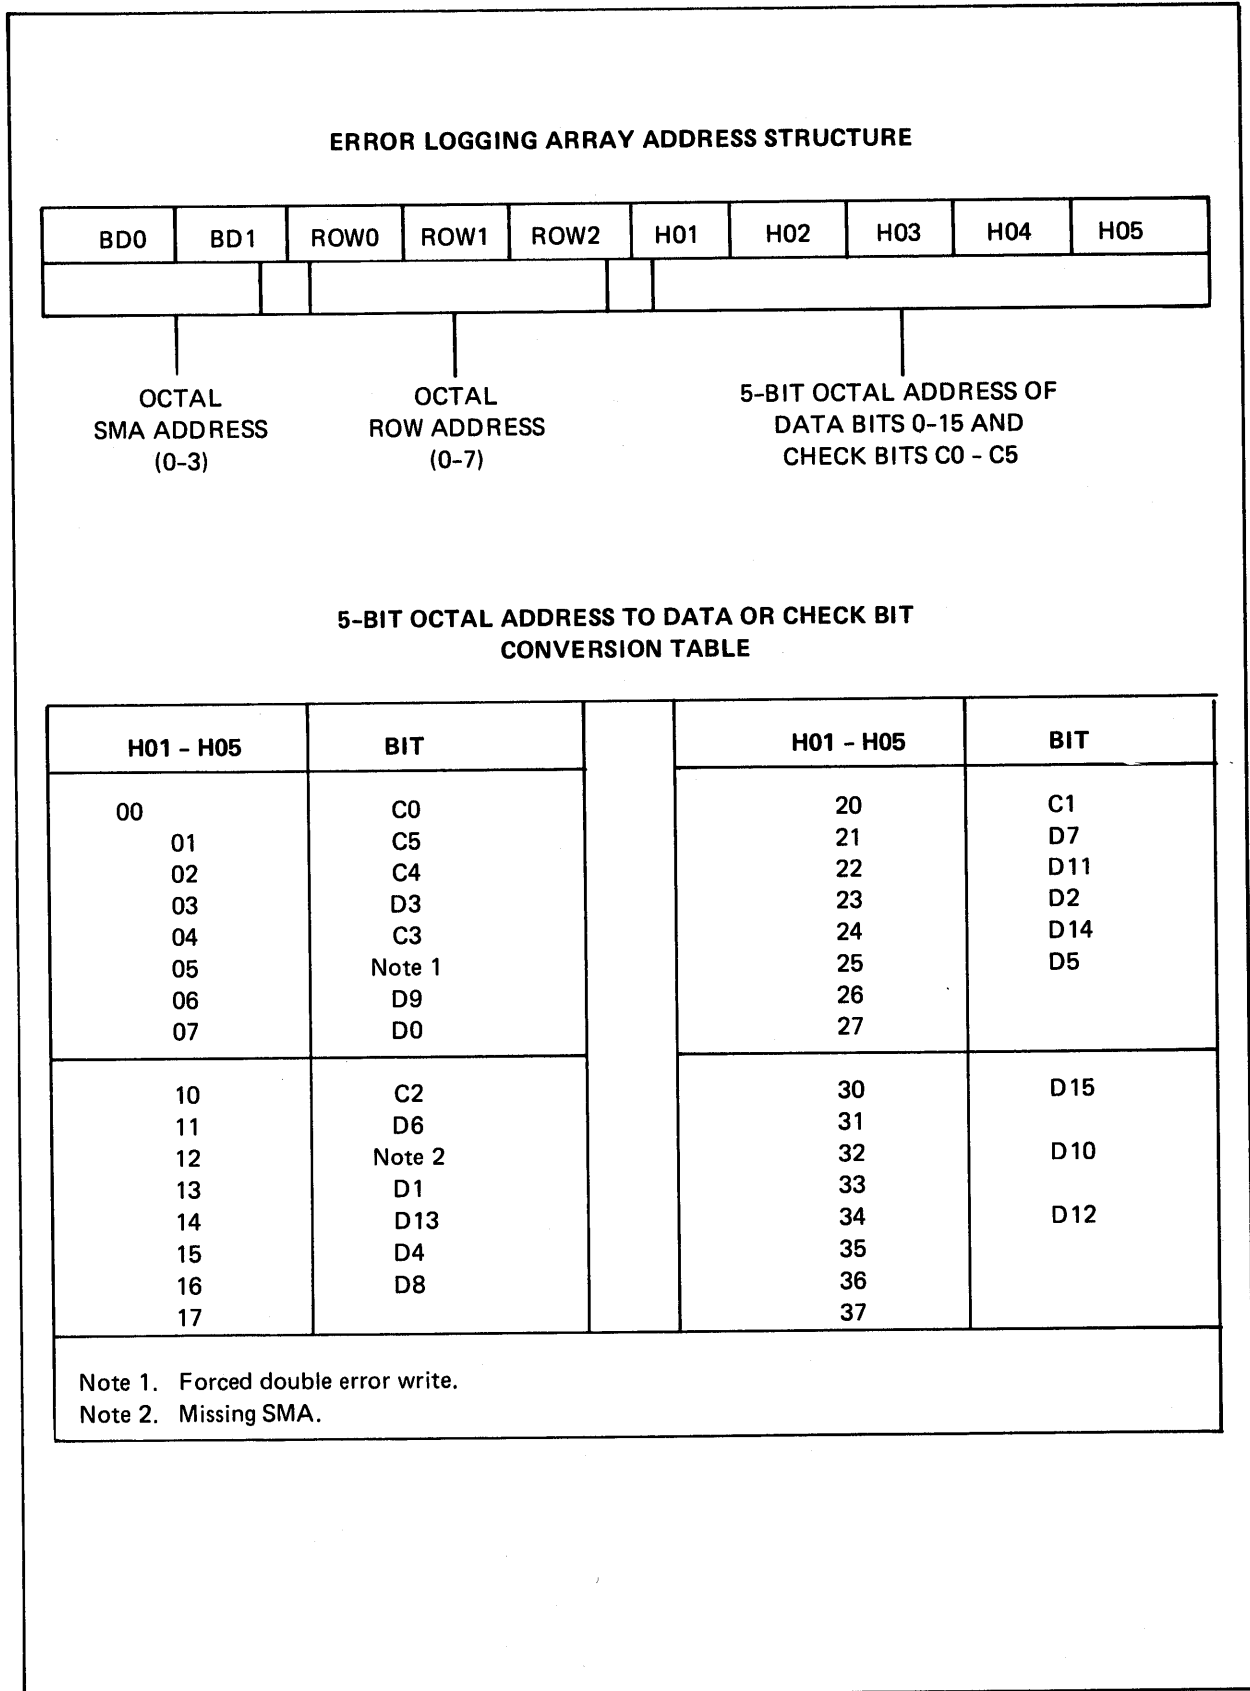 ERROR LOGGING ARRAY ADDRESS STRUCTURE
BD0 BD1 ROW0 ROW1 ROW2 H01 H02 H03 H04 H05
OCTAL
SMA ADDRESS
(0-3)
OCTAL
ROW ADDRESS
(0-7)
5-BIT OCTAL ADDRESS OF
DATA BITS 0-15 AND
CHECK BITS C0 - C5
5-BIT OCTAL ADDRESS TO DATA OR CHECK BIT
CONVERSION TABLE
H01 - H05 BIT H01 - H05 BIT
00 C0 20 C1
01 C5 21 D7
02 C4 22 D11
03 D3 23 D2
04 C3 24 D14
05 Note 1 25 D5
06 D9 26
07 D0 27
10 C2 30 D15
11 D6 31
12 Note 2 32 D10
13 D1 33
14 D13 34 D12
15 D4 35
16 D8 36
17 37
Note 1. Forced double error write.
Note 2. Missing SMA.